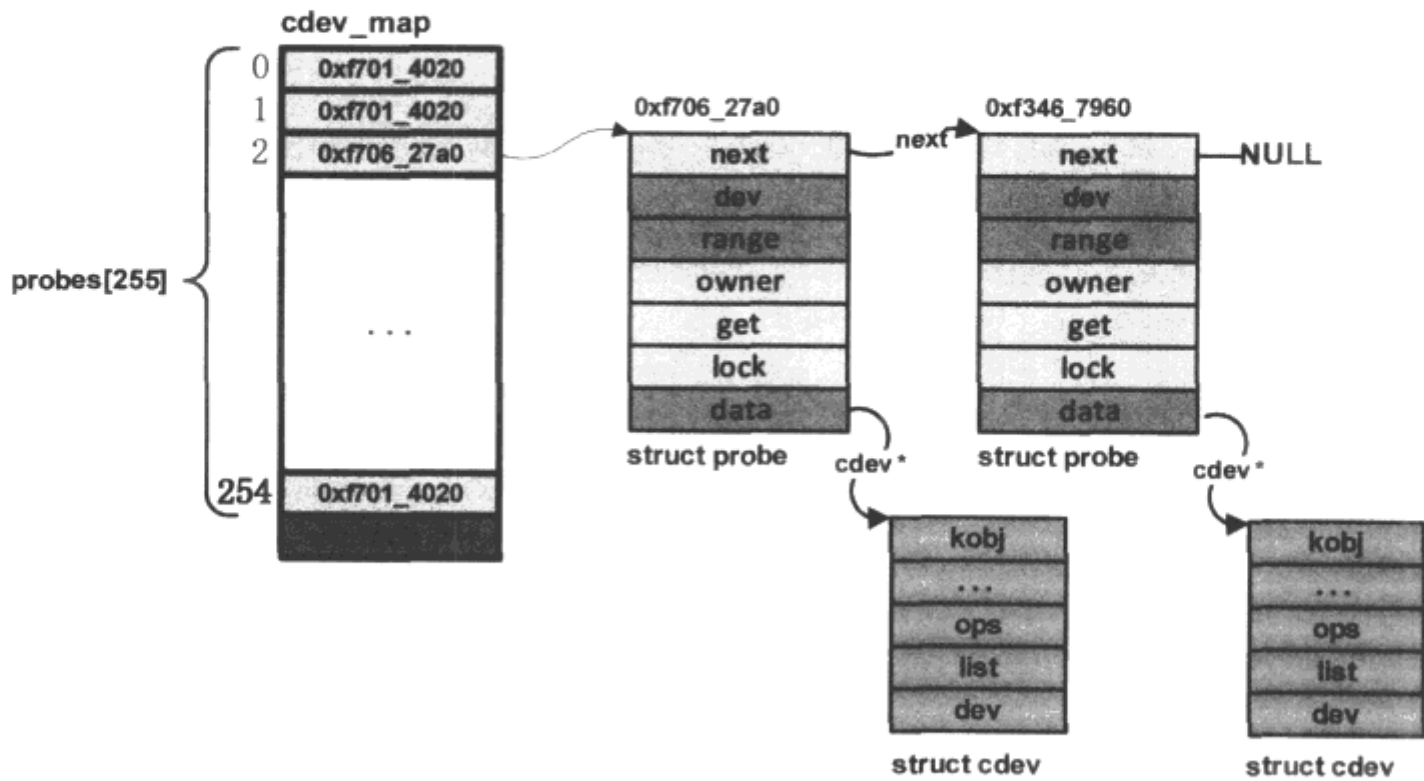 cdev_map
0 0xf701_4020
1 0xf701_4020
2 0xf706_27a0
. . .
254 0xf701_4020
probes[255]
0xf706_27a0
next
dev
range
owner
get
lock
data
struct probe
next
0xf346_7960
next
dev
range
owner
get
lock
data
struct probe
NULL
cdev *
kobj
. . .
ops
list
dev
struct cdev
cdev *
kobj
. . .
ops
list
dev
struct cdev